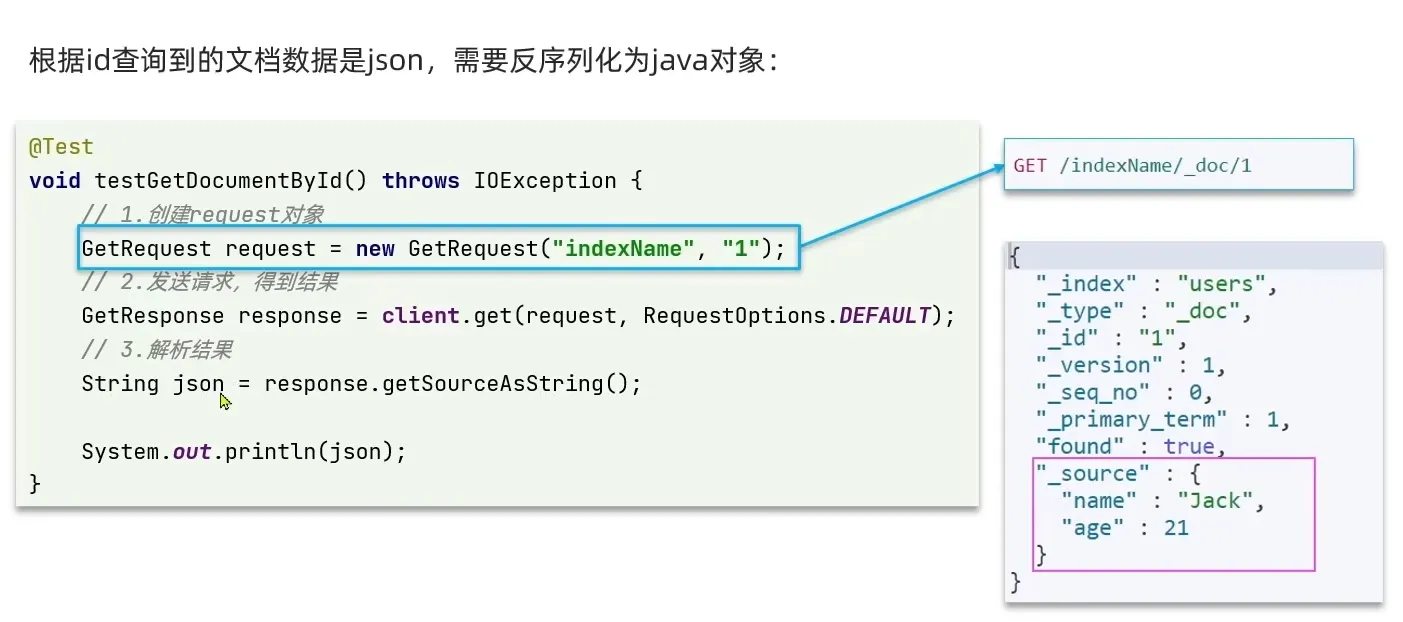 根据id查询到的文档数据是json，需要反序列化为java对象：
@Test
void testGetDocumentById() throws IOException {
    // 1.创建request对象
    GetRequest request = new GetRequest("indexName", "1");
    // 2.发送请求，得到结果
    GetResponse response = client.get(request, RequestOptions.DEFAULT);
    // 3.解析结果
    String json = response.getSourceAsString();
    System.out.println(json);
}
GET /indexName/_doc/1
{
  "_index" : "users",
  "_type" : "_doc",
  "_id" : "1",
  "_version" : 1,
  "_seq_no" : 0,
  "_primary_term" : 1,
  "found" : true,
  "_source" : {
    "name" : "Jack",
    "age" : 21
  }
}